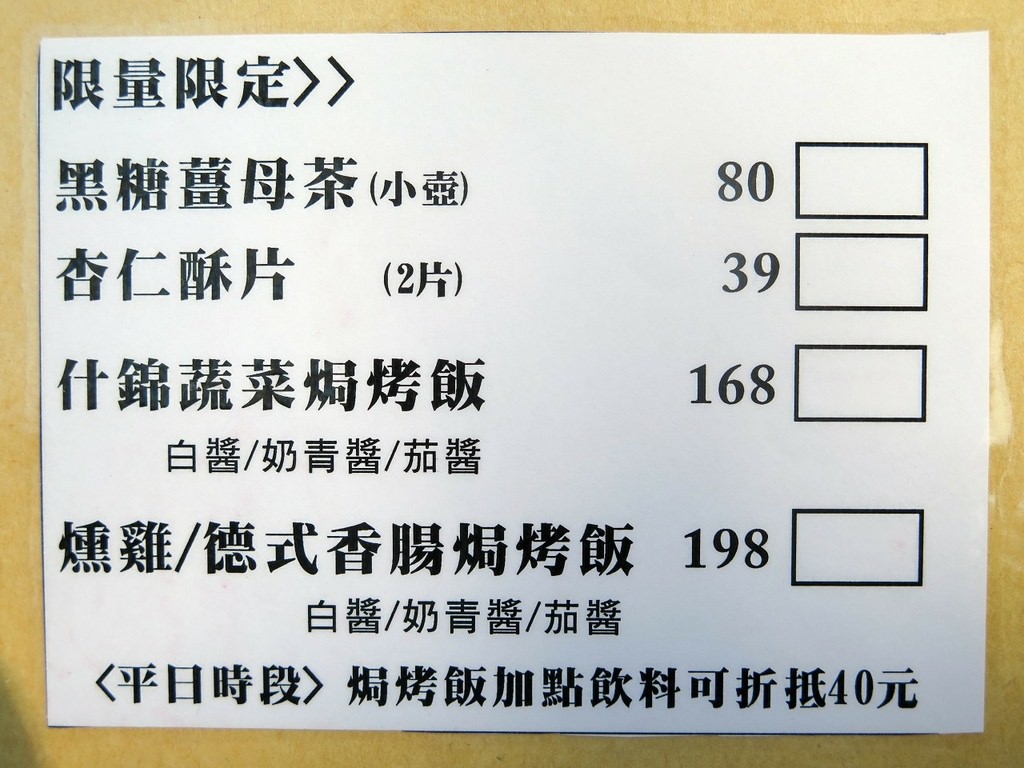 限量限定>>
黑糖薑母茶(小壺) 80
杏仁酥片 (2片) 39
什錦蔬菜焗烤飯 168
白醬/奶青醬/茄醬
燻雞/德式香腸焗烤飯 198
白醬/奶青醬/茄醬
<平日時段> 焗烤飯加點飲料可折抵40元